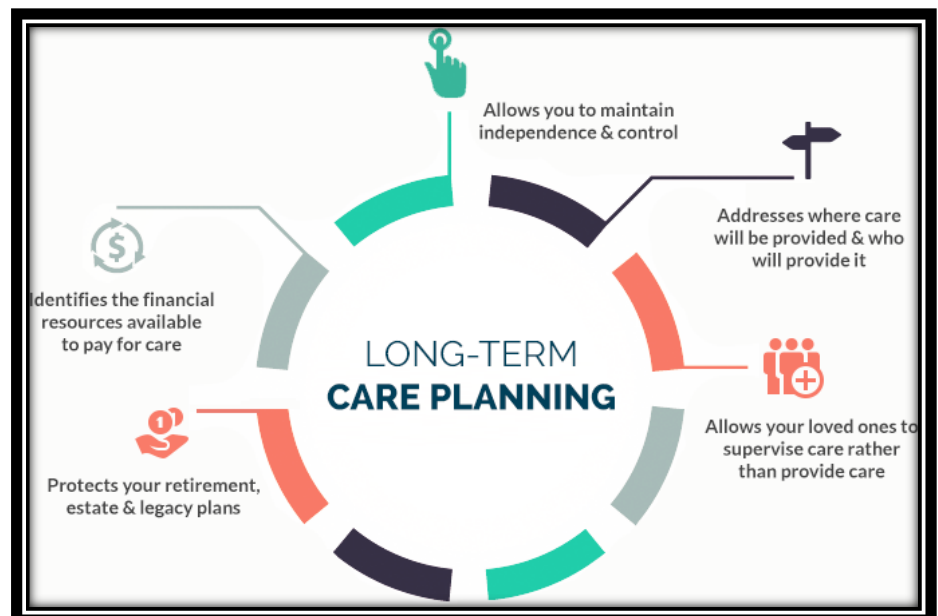 Allows you to maintain
independence & control
Addresses where care
will be provided & who
will provide it
Allows your loved ones to
supervise care rather
than provide care
LONG-TERM
CARE PLANNING
Identifies the financial
resources available
to pay for care
$
1
Protects your retirement,
estate & legacy plans